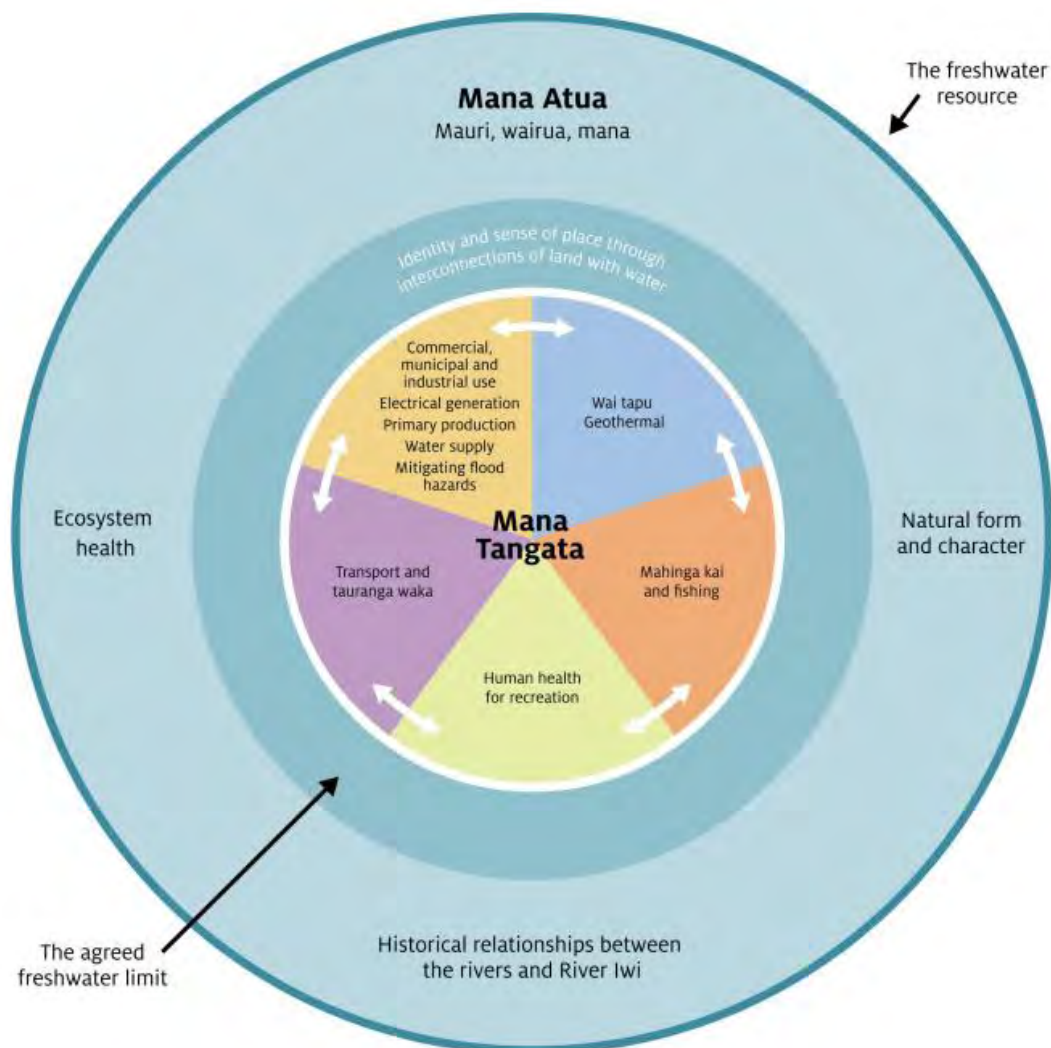 The freshwater
resource
Mana Atua
Mauri, wairua, mana
Identity and sense of place through
interconnections of land with water
Commercial,
municipal and
industrial use
Electrical generation
Primary production
Water supply
Mitigating flood
hazards
Wai tapu
Geothermal
Mana
Tangata
Ecosystem
health
Natural form
and character
Transport and
tauranga waka
Mahinga kai
and fishing
Human health
for recreation
The agreed
freshwater limit
Historical relationships between
the rivers and River Iwi